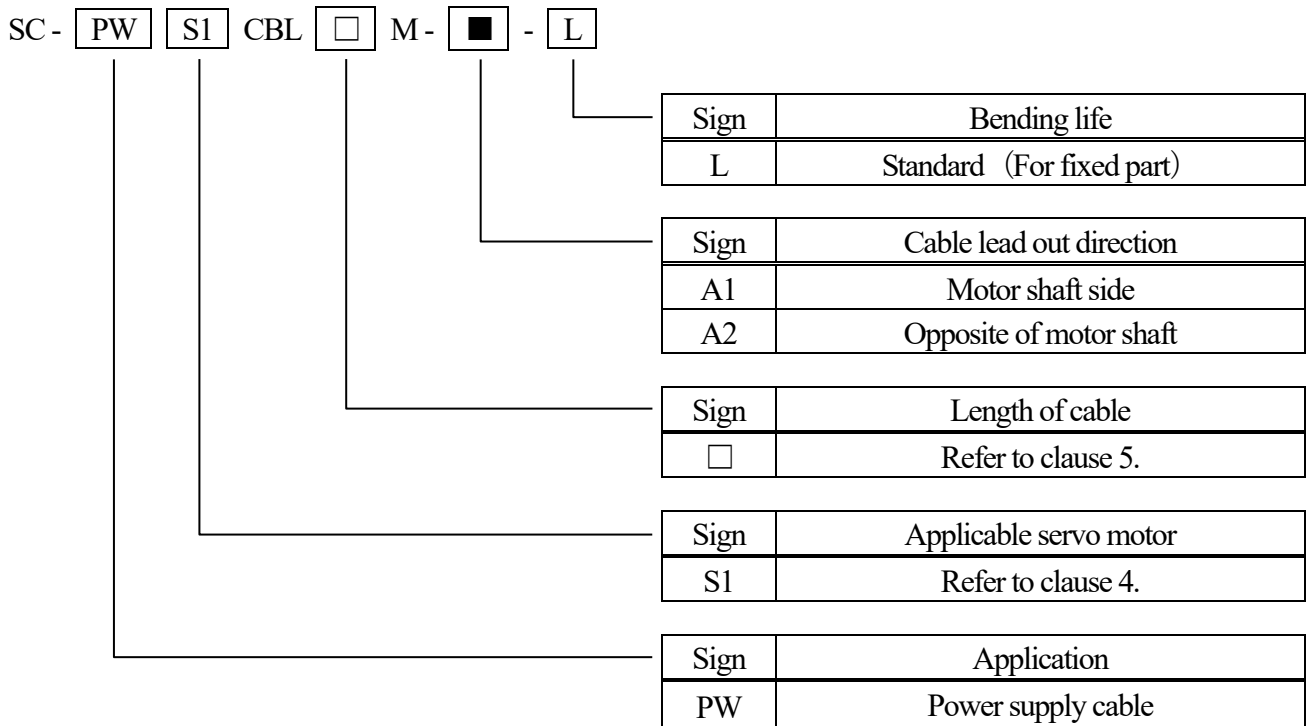 SC - PW S1 CBL □ M - ■ - L
Sign Bending life
L Standard （For fixed part）
Sign Cable lead out direction
A1 Motor shaft side
A2 Opposite of motor shaft
Sign Length of cable
□ Refer to clause 5.
Sign Applicable servo motor
S1 Refer to clause 4.
Sign Application
PW Power supply cable